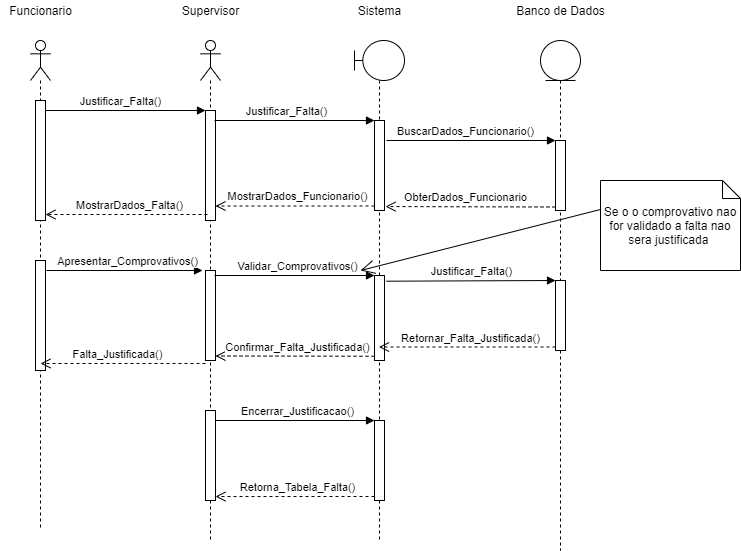 Funcionario
Supervisor
Sistema
Banco de Dados
Justificar_Falta()
Justificar_Falta()
BuscarDados_Funcionario()
MostrarDados_Falta()
MostrarDados_Funcionario()
ObterDados_Funcionario
Se o o comprovativo nao
for validado a falta nao
sera justificada
Apresentar_Comprovativos()
Validar_Comprovativos()
Justificar_Falta()
Falta_Justificada()
Confirmar_Falta_Justificada()
Retornar_Falta_Justificada()
Encerrar_Justificacao()
Retorna_Tabela_Falta()